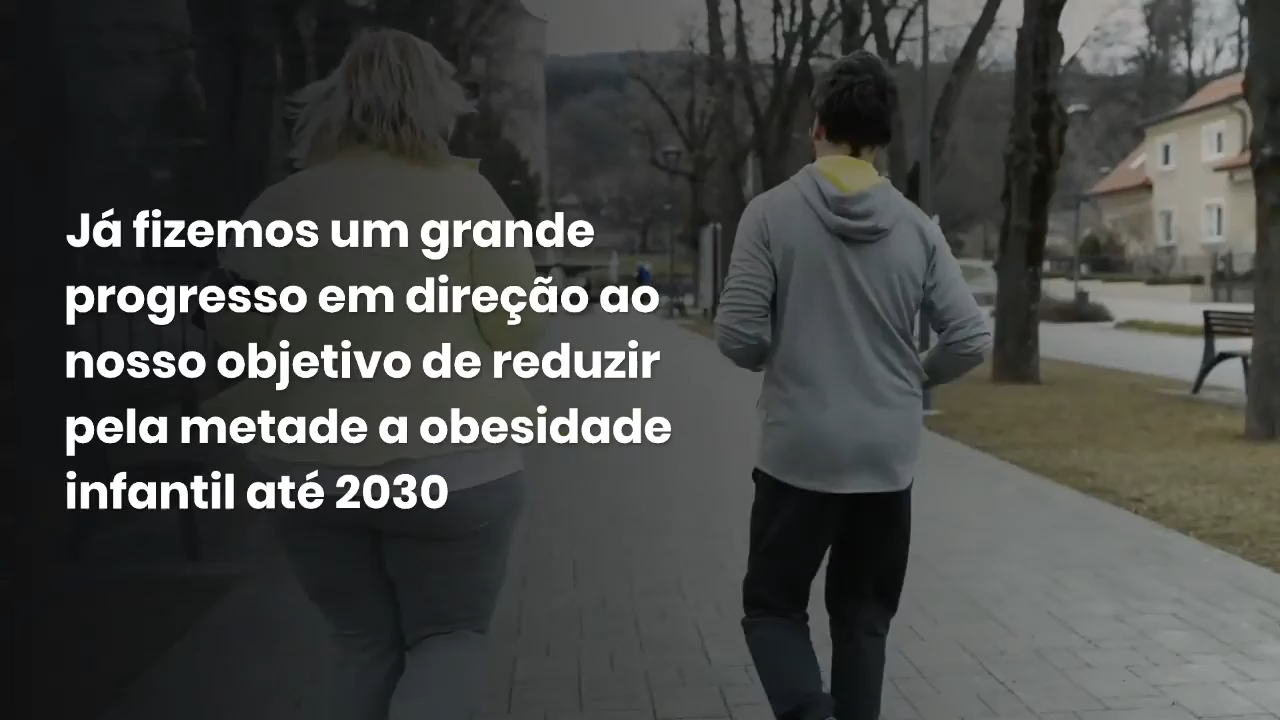 Já fizemos um grande
progresso em direção ao
nosso objetivo de reduzir
pela metade a obesidade
infantil até 2030